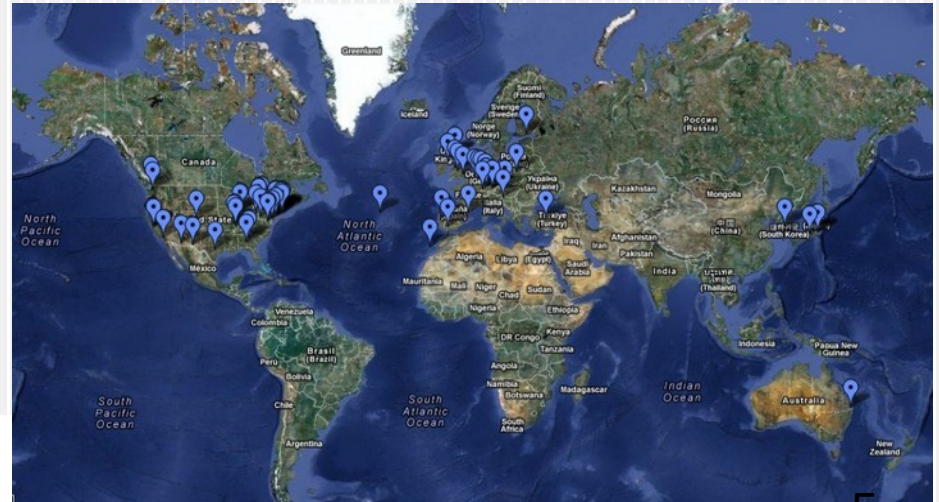 Greenland
Iceland
Suomi
(Finland)
Sverige
(Sweden
Norge
(Norway)
Россия
(Russia)
Canada
Україна
(Ukraine)
Italia
(Italy)
Kazakhstan
Mongolia
中国
(China)
(South Korea)
Türkiye
(Turkey)
North
Pacific
Ocean
North
Atlantic
Ocean
Afghanistan
Iraq
Iran
Pakistan
México
Algeria
Libya
(Egypt)
Saudi
Arabia
India
(Thailand)
Mauritania
Mali
Niger
Chad
Sudan
Nigeria
Ethiopia
Venezuela
Colombia
DR Congo
Kenya
Tanzania
Indonesia
Papua New
Guinea
Brasil
(Brazil)
Perú
Bolivia
Angola
Namibia
Botswana
Madagascar
Indian
Ocean
South
Pacific
Ocean
Chile
South
Atlantic
Ocean
Australia
South
Africa
Argentina
New
Zealand